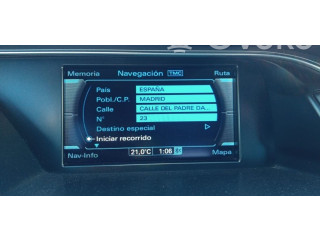 Memoria Navegación TMC Ruta
País ESPAÑA
Pobl./C.P. MADRID
Calle CALLE DEL PADRE DA...
N° 23
Destino especial
Iniciar recorrido
Nav-Info 21,0°C 1:06 Mapa